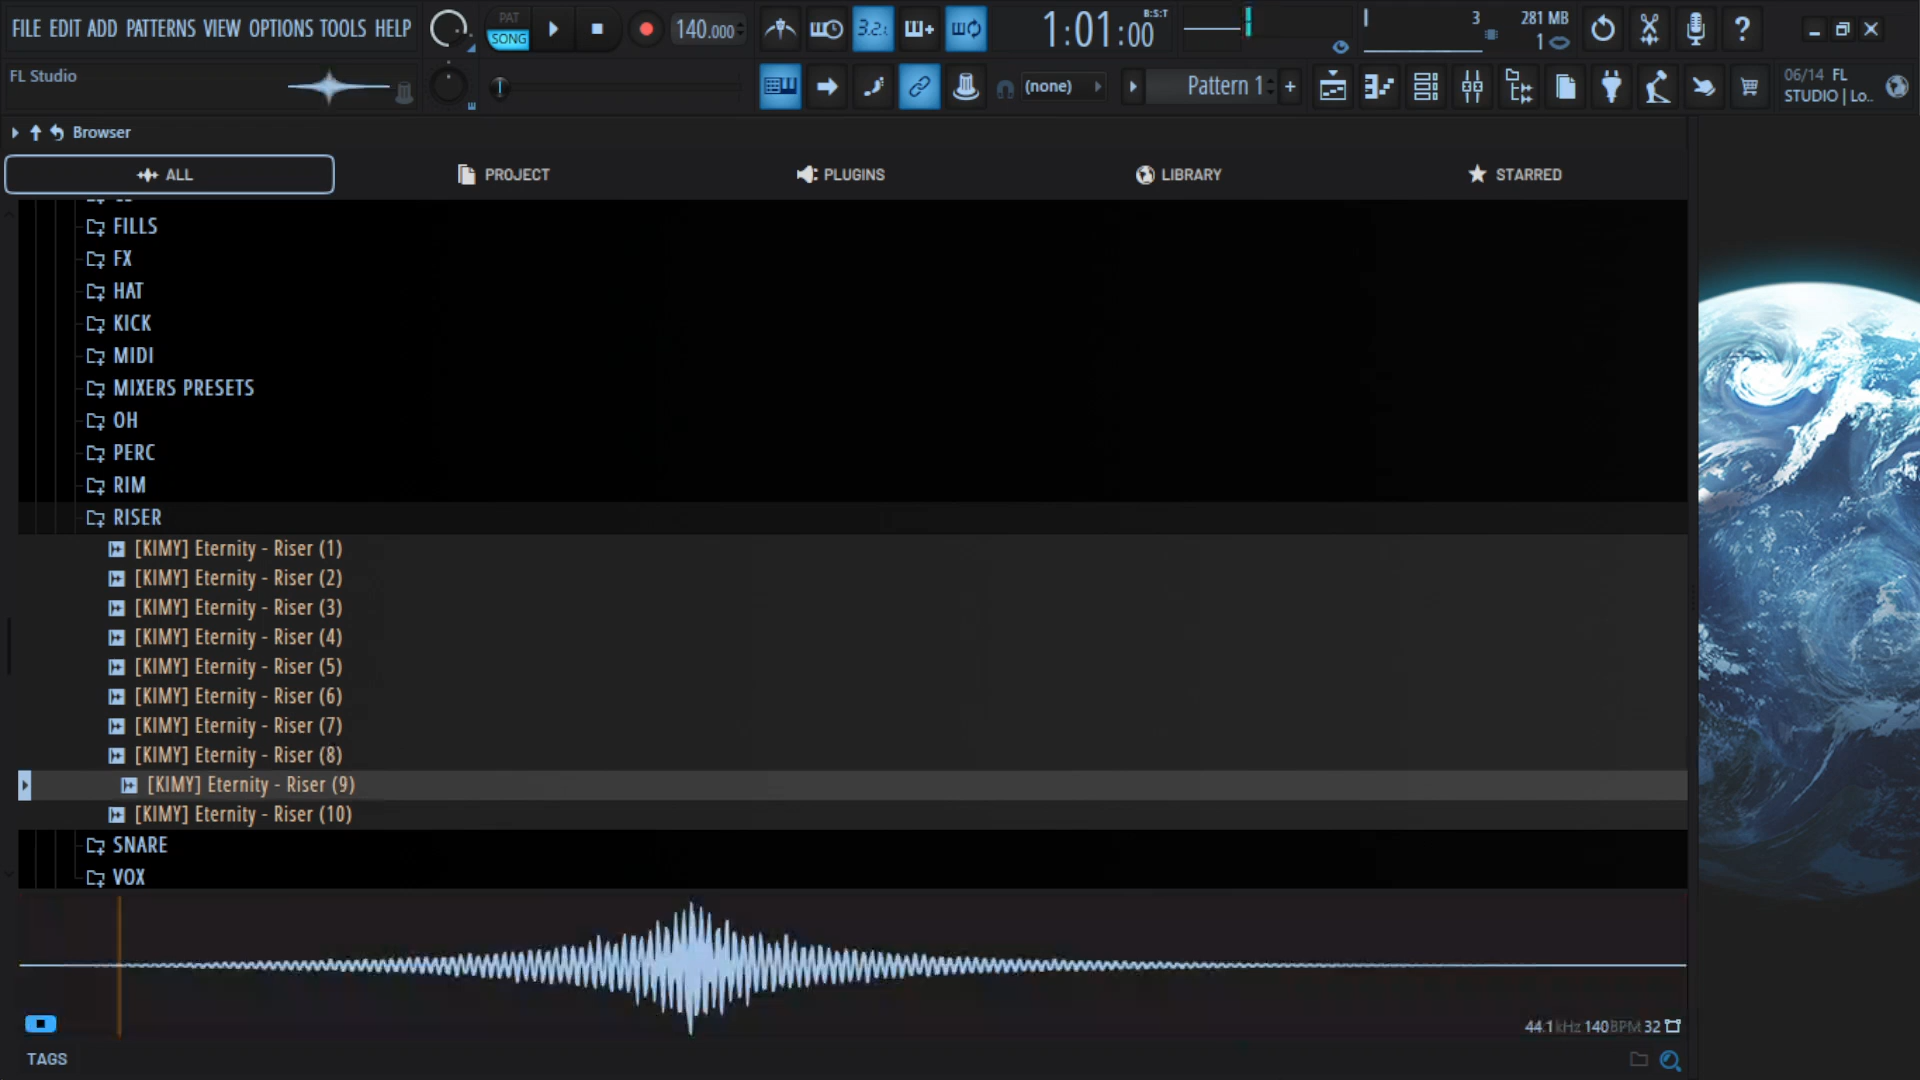 FILE EDIT ADD PATTERNS VIEW OPTIONS TOOLS HELP
PAT
SONG
140.000
3.2.
1:01:00
B:S:T
3
281 MB
1
FL Studio
(none)
Pattern 1
06/14 FL
STUDIO | Lo..
Browser
ALL
PROJECT
PLUGINS
LIBRARY
STARRED
FILLS
FX
HAT
KICK
MIDI
MIXERS PRESETS
OH
PERC
RIM
RISER
[KIMY] Eternity - Riser (1)
[KIMY] Eternity - Riser (2)
[KIMY] Eternity - Riser (3)
[KIMY] Eternity - Riser (4)
[KIMY] Eternity - Riser (5)
[KIMY] Eternity - Riser (6)
[KIMY] Eternity - Riser (7)
[KIMY] Eternity - Riser (8)
[KIMY] Eternity - Riser (9)
[KIMY] Eternity - Riser (10)
SNARE
VOX
44.1kHz 140BPM 32
TAGS